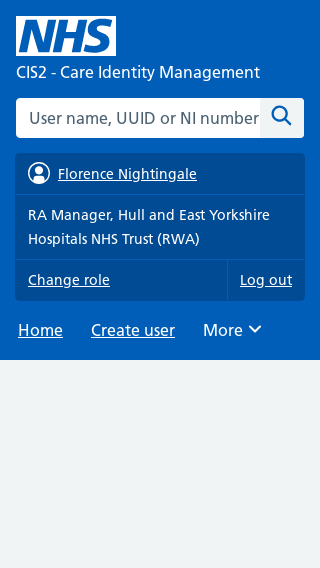 NHS
CIS2 - Care Identity Management
User name, UUID or NI number
Florence Nightingale
RA Manager, Hull and East Yorkshire
Hospitals NHS Trust (RWA)
Change role
Log out
Home
Create user
More